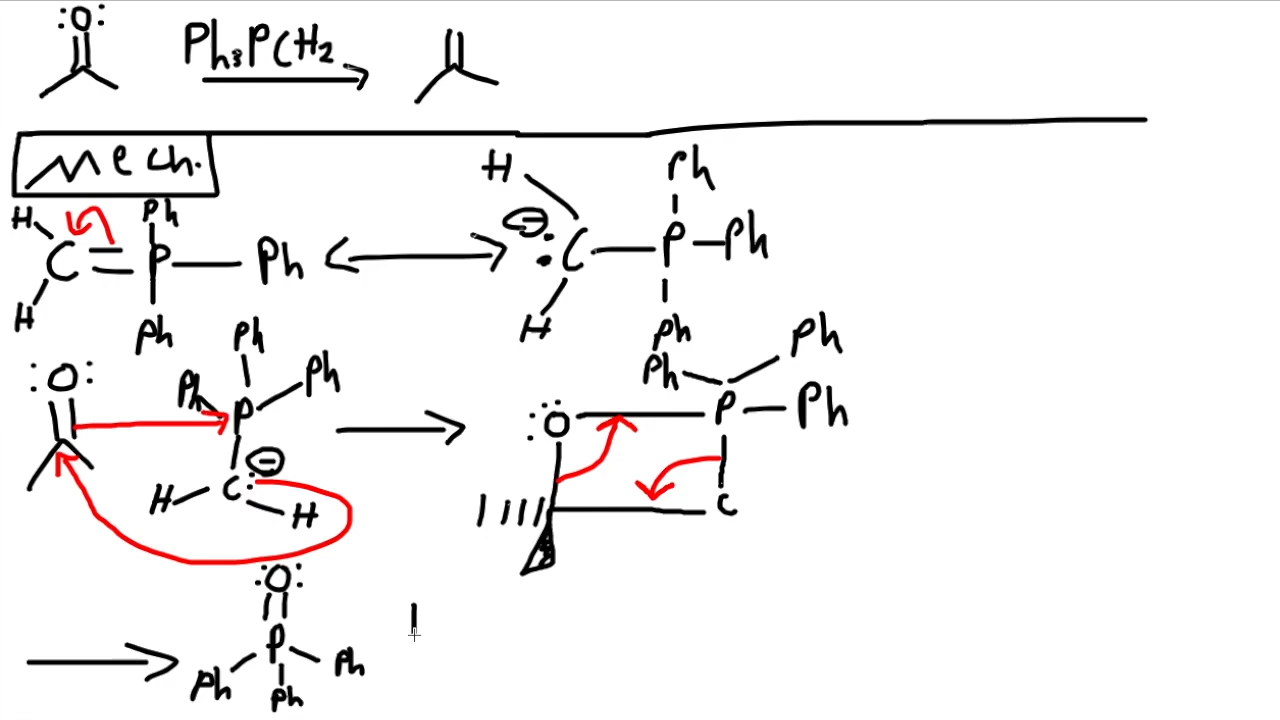 :O: Ph₃PCH₂
Mech.
H Ph H Ph
C P Ph ⊖ : C P Ph
H Ph H Ph
:O: Ph Ph Ph Ph
Ph P :O P Ph
⊖
H C: H C
:O:
P
Ph Ph Ph